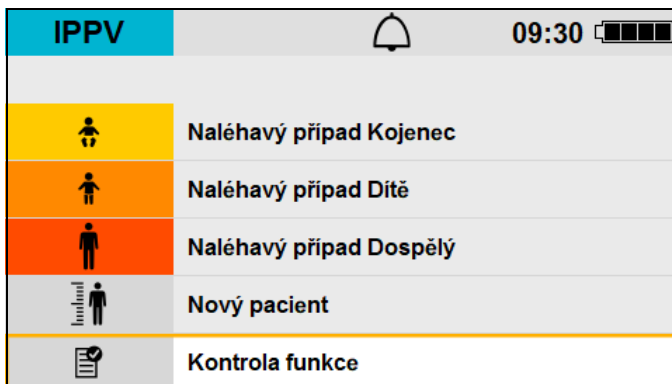 IPPV 09:30
Naléhavý případ Kojenec
Naléhavý případ Dítě
Naléhavý případ Dospělý
Nový pacient
Kontrola funkce